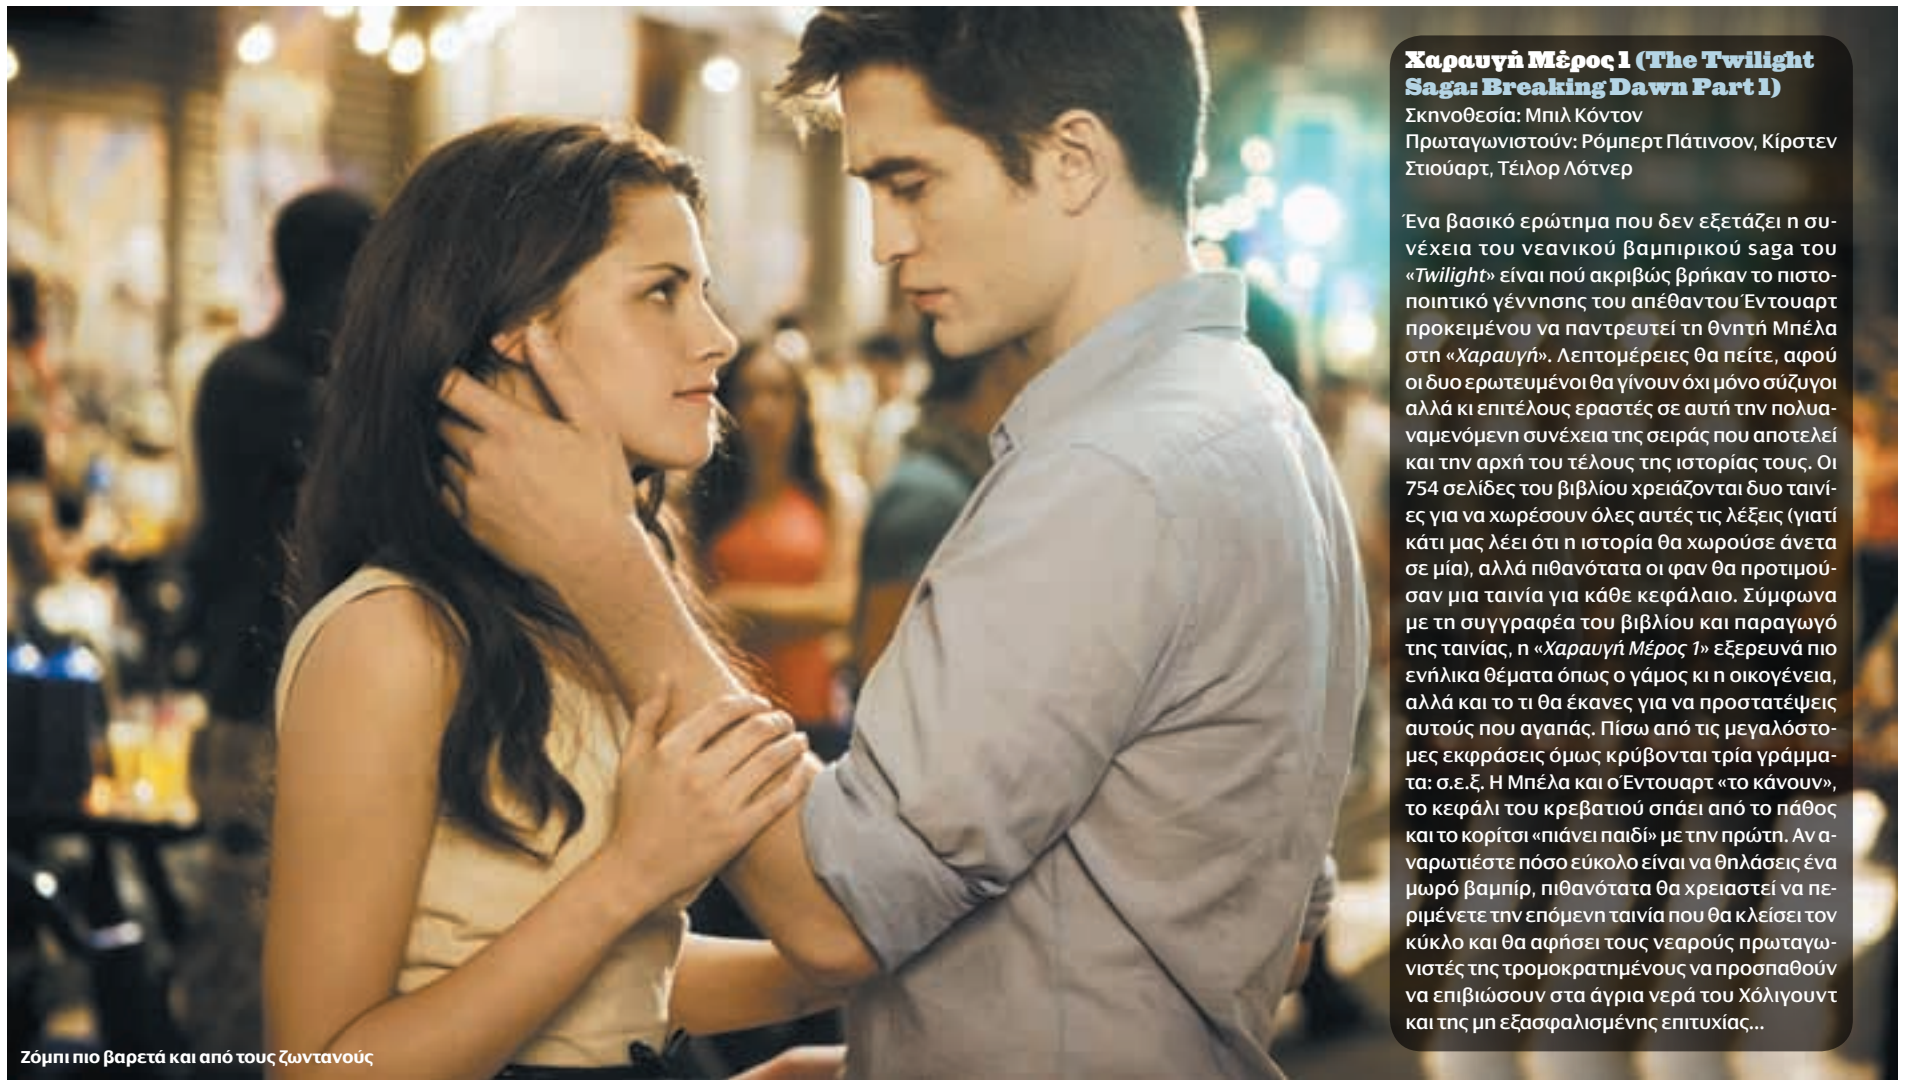 Χαραυγή Μέρος 1 (The Twilight
Saga: Breaking Dawn Part 1)
Σκηνοθεσία: Μπιλ Κόντον
Πρωταγωνιστούν: Ρόμπερτ Πάτινσον, Κίρστεν
Στιούαρτ, Τέιλορ Λότνερ
Ένα βασικό ερώτημα που δεν εξετάζει η συ-
νέχεια του νεανικού βαμπιρικού saga του
«Twilight» είναι πού ακριβώς βρήκαν το πιστο-
ποιητικό γέννησης του απέθαντου Έντουαρτ
προκειμένου να παντρευτεί τη θνητή Μπέλα
στη «Χαραυγή». Λεπτομέρειες θα πείτε, αφού
οι δυο ερωτευμένοι θα γίνουν όχι μόνο σύζυγοι
αλλά κι επιτέλους εραστές σε αυτή την πολυα-
ναμενόμενη συνέχεια της σειράς που αποτελεί
και την αρχή του τέλους της ιστορίας τους. Οι
754 σελίδες του βιβλίου χρειάζονται δυο ταινί-
ες για να χωρέσουν όλες αυτές τις λέξεις (γιατί
κάτι μας λέει ότι η ιστορία θα χωρούσε άνετα
σε μία), αλλά πιθανότατα οι φαν θα προτιμού-
σαν μια ταινία για κάθε κεφάλαιο. Σύμφωνα
με τη συγγραφέα του βιβλίου και παραγωγό
της ταινίας, η «Χαραυγή Μέρος 1» εξερευνά πιο
ενήλικα θέματα όπως ο γάμος κι η οικογένεια,
αλλά και το τι θα έκανες για να προστατέψεις
αυτούς που αγαπάς. Πίσω από τις μεγαλόστο-
μες εκφράσεις όμως κρύβονται τρία γράμμα-
τα: σ.ε.ξ. Η Μπέλα και ο Έντουαρτ «το κάνουν»,
το κεφάλι του κρεβατιού σπάει από το πάθος
και το κορίτσι «πιάνει παιδί» με την πρώτη. Αν α-
ναρωτιέστε πόσο εύκολο είναι να θηλάσεις ένα
μωρό βαμπίρ, πιθανότατα θα χρειαστεί να πε-
ριμένετε την επόμενη ταινία που θα κλείσει τον
κύκλο και θα αφήσει τους νεαρούς πρωταγω-
νιστές της τρομοκρατημένους να προσπαθούν
να επιβιώσουν στα άγρια νερά του Χόλιγουντ
και της μη εξασφαλισμένης επιτυχίας...
Ζόμπι πιο βαρετά και από τους ζωντανούς